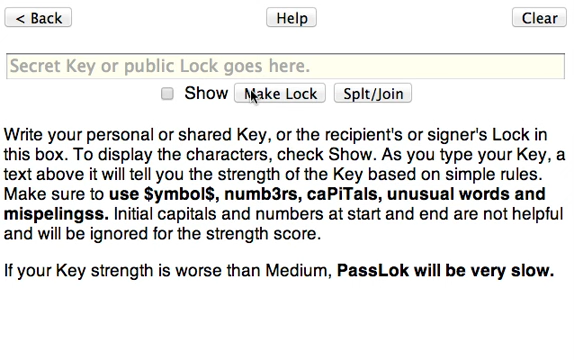 < Back Help Clear
Secret Key or public Lock goes here.
Show Make Lock Splt/Join
Write your personal or shared Key, or the recipient's or signer's Lock in
this box. To display the characters, check Show. As you type your Key, a
text above it will tell you the strength of the Key based on simple rules.
Make sure to use $ymbol$, numb3rs, caPiTals, unusual words and
mispelingss. Initial capitals and numbers at start and end are not helpful
and will be ignored for the strength score.
If your Key strength is worse than Medium, PassLok will be very slow.